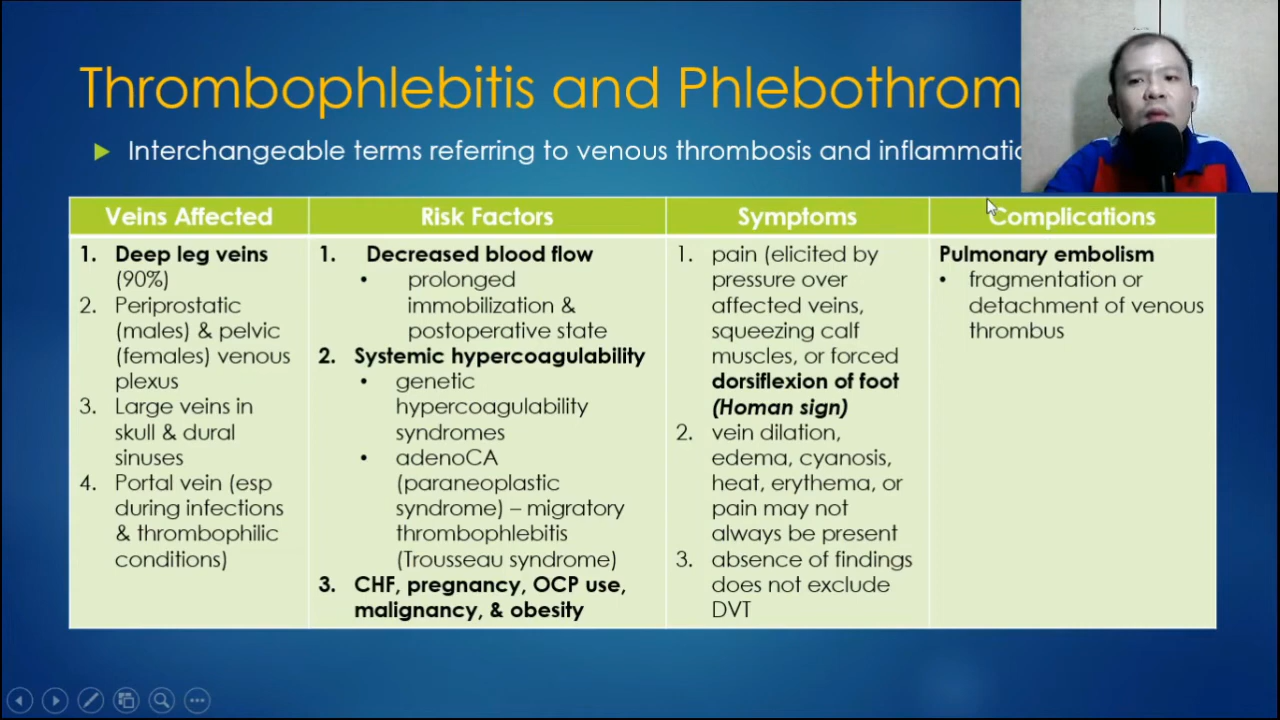 Thrombophlebitis and Phlebothrom
Interchangeable terms referring to venous thrombosis and
Veins Affected
1. Deep leg veins
(90%)
2. Periprostatic
(males) & pelvic
(females) venous
plexus
3. Large veins in
skull & dural
sinuses
4. Portal vein (esp
during infections
& thrombophilic
conditions)
Risk Factors
1. Decreased blood flow
• prolonged
immobilization &
postoperative state
2. Systemic hypercoagulability
• genetic
hypercoagulability
syndromes
• adenoCA
(paraneoplastic
syndrome) – migratory
thrombophlebitis
(Trousseau syndrome)
3. CHF, pregnancy, OCP use,
malignancy, & obesity
Symptoms
1. pain (elicited by
pressure over
affected veins,
squeezing calf
muscles, or forced
dorsiflexion of foot
(Homan sign)
2. vein dilation,
edema, cyanosis,
heat, erythema, or
pain may not
always be present
3. absence of findings
does not exclude
DVT
Complications
Pulmonary embolism
• fragmentation or
detachment of venous
thrombus